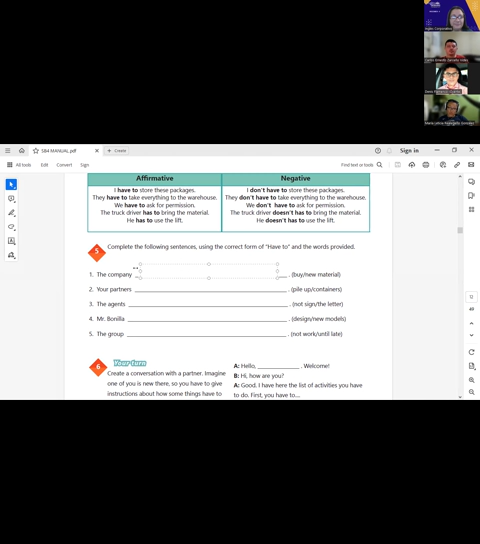 SB4 MANUAL.pdf
+ Create
Sign in
All tools Edit Convert Sign
Find text or tools
Affirmative
Negative
I have to store these packages.
They have to take everything to the warehouse.
We have to ask for permission.
The truck driver has to bring the material.
He has to use the lift.
I don't have to store these packages.
They don't have to take everything to the warehouse.
We don't have to ask for permission.
The truck driver doesn't has to bring the material.
He doesn't has to use the lift.
5 Complete the following sentences, using the correct form of "Have to" and the words provided.
1. The company ___. (buy/new material)
2. Your partners ___. (pile up/containers)
3. The agents ___. (not sign/the letter)
4. Mr. Bonilla ___. (design/new models)
5. The group ___. (not work/until late)
6 Your turn
Create a conversation with a partner. Imagine
one of you is new there, so you have to give
instructions about how some things have to
A: Hello, ___. Welcome!
B: Hi, how are you?
A: Good. I have here the list of activities you have
to do. First, you have to...
12